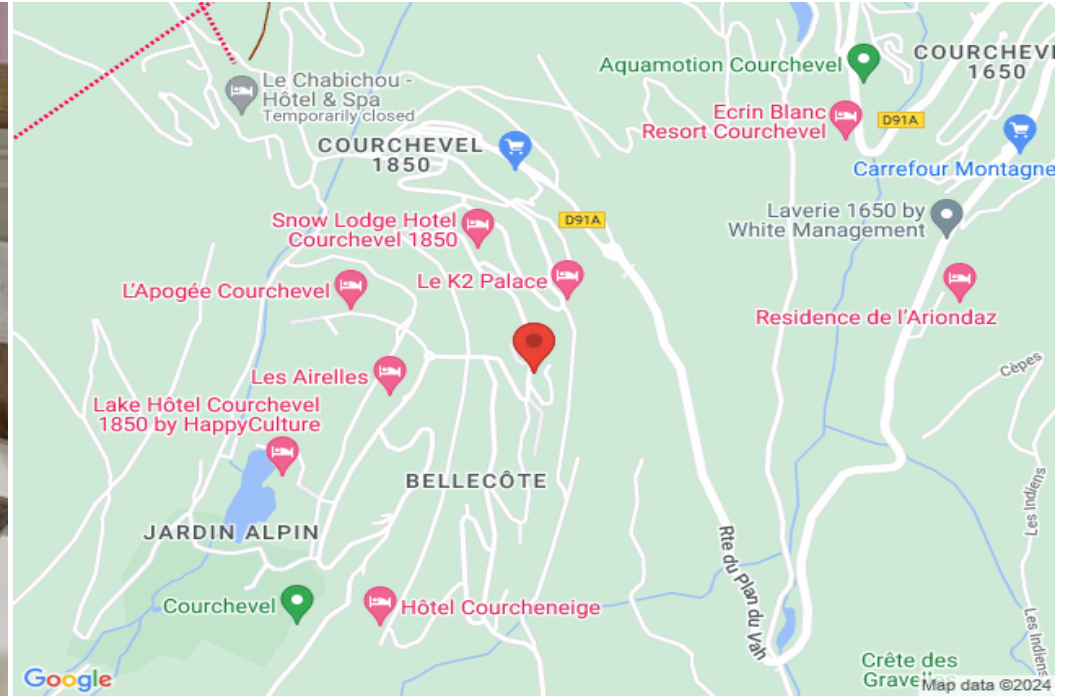 Le Chabichou -
Hôtel & Spa
Temporarily closed
Aquamotion Courchevel
COURCHEV
1650
Ecrin Blanc
Resort Courchevel
D91A
COURCHEVEL
1850
Carrefour Montagne
Snow Lodge Hotel
Courchevel 1850
D91A
Laverie 1650 by
White Management
L'Apogée Courchevel
Le K2 Palace
Residence de l'Ariondaz
Les Airelles
Cèpes
Lake Hôtel Courchevel
1850 by HappyCulture
BELLECÔTE
Les Indiens
JARDIN ALPIN
Rte du Plan du Vah
Courchevel
Hôtel Courcheneige
Les Indiens
Crête des
Grave
Google
Map data ©2024